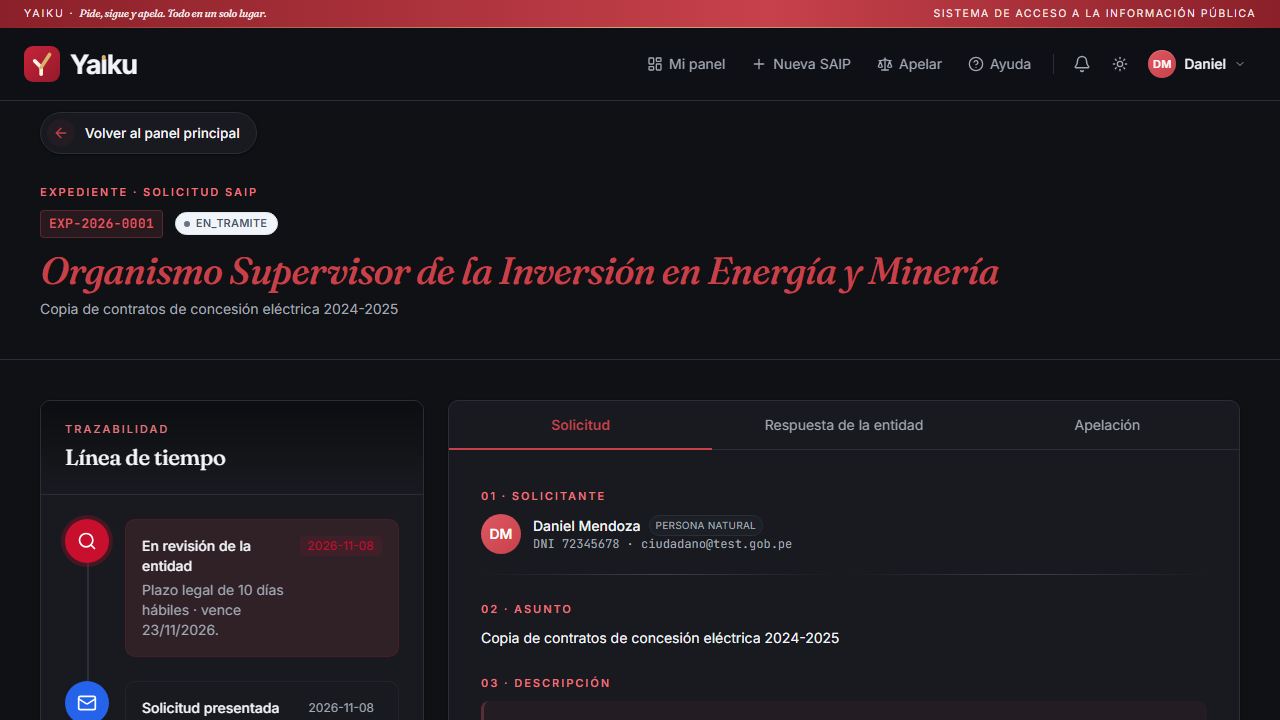 YAIKU · Pide, sigue y apela. Todo en un solo lugar.
SISTEMA DE ACCESO A LA INFORMACIÓN PÚBLICA
Yaiku
Mi panel
Nueva SAIP
Apelar
Ayuda
DM
Daniel
Volver al panel principal
EXPEDIENTE · SOLICITUD SAIP
EXP-2026-0001
EN_TRAMITE
Organismo Supervisor de la Inversión en Energía y Minería
Copia de contratos de concesión eléctrica 2024-2025
TRAZABILIDAD
Línea de tiempo
En revisión de la
entidad
2026-11-08
Plazo legal de 10 días
hábiles · vence
23/11/2026.
Solicitud presentada
2026-11-08
Solicitud
Respuesta de la entidad
Apelación
01 · SOLICITANTE
DM
Daniel Mendoza
PERSONA NATURAL
DNI 72345678 · ciudadano@test.gob.pe
02 · ASUNTO
Copia de contratos de concesión eléctrica 2024-2025
03 · DESCRIPCIÓN